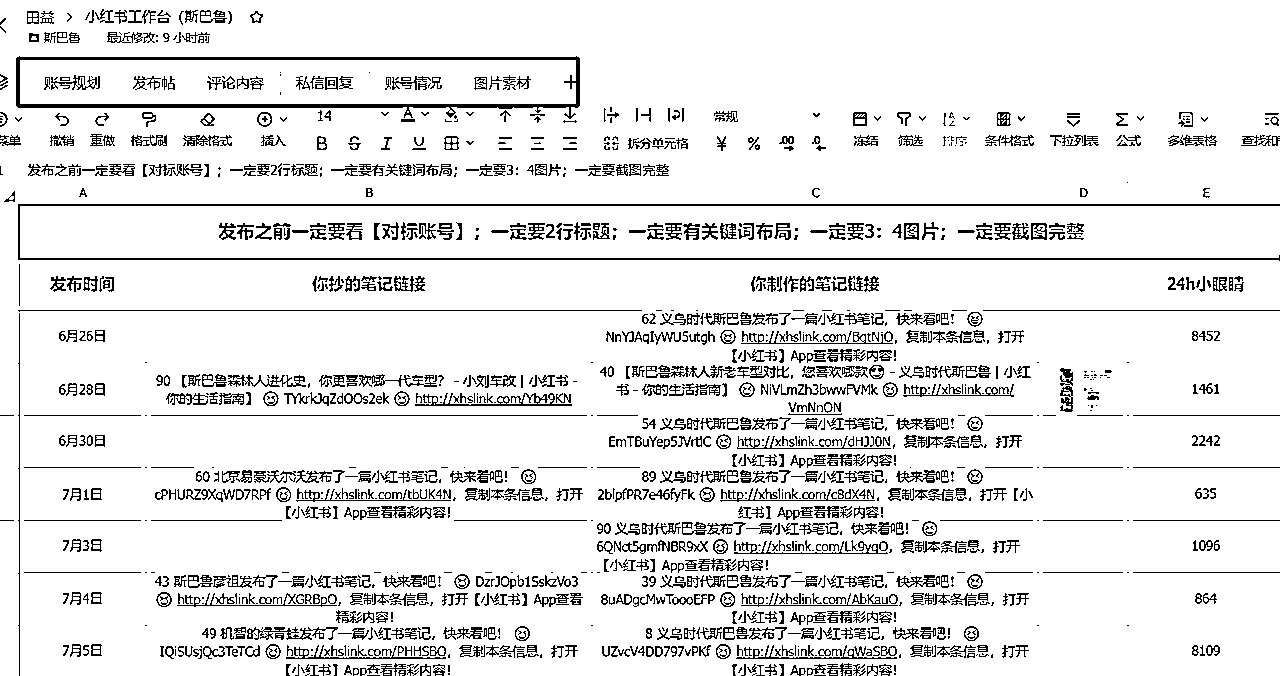 田益 > 小红书工作台（斯巴鲁）
斯巴鲁 最近修改: 9 小时前
账号规划 发布帖 评论内容 私信回复 账号情况 图片素材 +
14 A 常规
菜单 撤销 重做 格式刷 清除格式 插入 B S I U 拆分单元格 ¥ % .00 .0 冻结 筛选 排序 条件格式 下拉列表 公式 多维表格
发布之前一定要看【对标账号】；一定要2行标题；一定要有关键词布局；一定要3：4图片；一定要截图完整
A B C D E
发布之前一定要看【对标账号】；一定要2行标题；一定要有关键词布局；一定要3：4图片；一定要截图完整
发布时间 你抄的笔记链接 你制作的笔记链接 24h小眼睛
6月26日
62 义乌时代斯巴鲁发布了一篇小红书笔记，快来看吧！ 😆
NnYJAqIyWU5utgh 😆 http://xhslink.com/BqtNjO，复制本条信息，打开
【小红书】App查看精彩内容！
8452
6月28日
90 【斯巴鲁森林人进化史，你更喜欢哪一代车型？ - 小刘车改 | 小红书 -
你的生活指南】 😆 TYkrkJqZdOOs2ek 😆 http://xhslink.com/Yb49KN
40 【斯巴鲁森林人新老车型对比，您喜欢哪款😎 - 义乌时代斯巴鲁 | 小红
书 - 你的生活指南】 😆 NiVLmZh3bwwFVMk 😆 http://xhslink.com/
VmNnON
1461
6月30日
54 义乌时代斯巴鲁发布了一篇小红书笔记，快来看吧！ 😆
EmTBuYep5JVrtlC 😆 http://xhslink.com/dHJJ0N，复制本条信息，打开
【小红书】App查看精彩内容！
2242
7月1日
60 北京易豪沃尔沃发布了一篇小红书笔记，快来看吧！ 😆
cPHURZ9XqWD7RPf 😆 http://xhslink.com/tbUK4N，复制本条信息，打开
【小红书】App查看精彩内容！
89 义乌时代斯巴鲁发布了一篇小红书笔记，快来看吧！ 😆
2blpfPR7e46fyFk 😆 http://xhslink.com/c8dX4N，复制本条信息，打开【小
红书】App查看精彩内容！
635
7月3日
90 义乌时代斯巴鲁发布了一篇小红书笔记，快来看吧！ 😆
6QNct5gmfNBR9xX 😆 http://xhslink.com/Lk9yqO，复制本条信息，打开
【小红书】App查看精彩内容！
1096
7月4日
43 斯巴鲁彦祖发布了一篇小红书笔记，快来看吧！ 😆 DzrJOpb1SskzVo3
😆 http://xhslink.com/XGRBpO，复制本条信息，打开【小红书】App查看
精彩内容！
39 义乌时代斯巴鲁发布了一篇小红书笔记，快来看吧！ 😆
8uADgcMwToooEFP 😆 http://xhslink.com/AbKauO，复制本条信息，打开
【小红书】App查看精彩内容！
864
7月5日
49 机智的绿青蛙发布了一篇小红书笔记，快来看吧！ 😆
IQiSUsjQc3TeTCd 😆 http://xhslink.com/PHHSBO，复制本条信息，打开
【小红书】App查看精彩内容！
8 义乌时代斯巴鲁发布了一篇小红书笔记，快来看吧！ 😆
UZvcV4DD797vPKf 😆 http://xhslink.com/qWaSBO，复制本条信息，打开
【小红书】App查看精彩内容！
8109